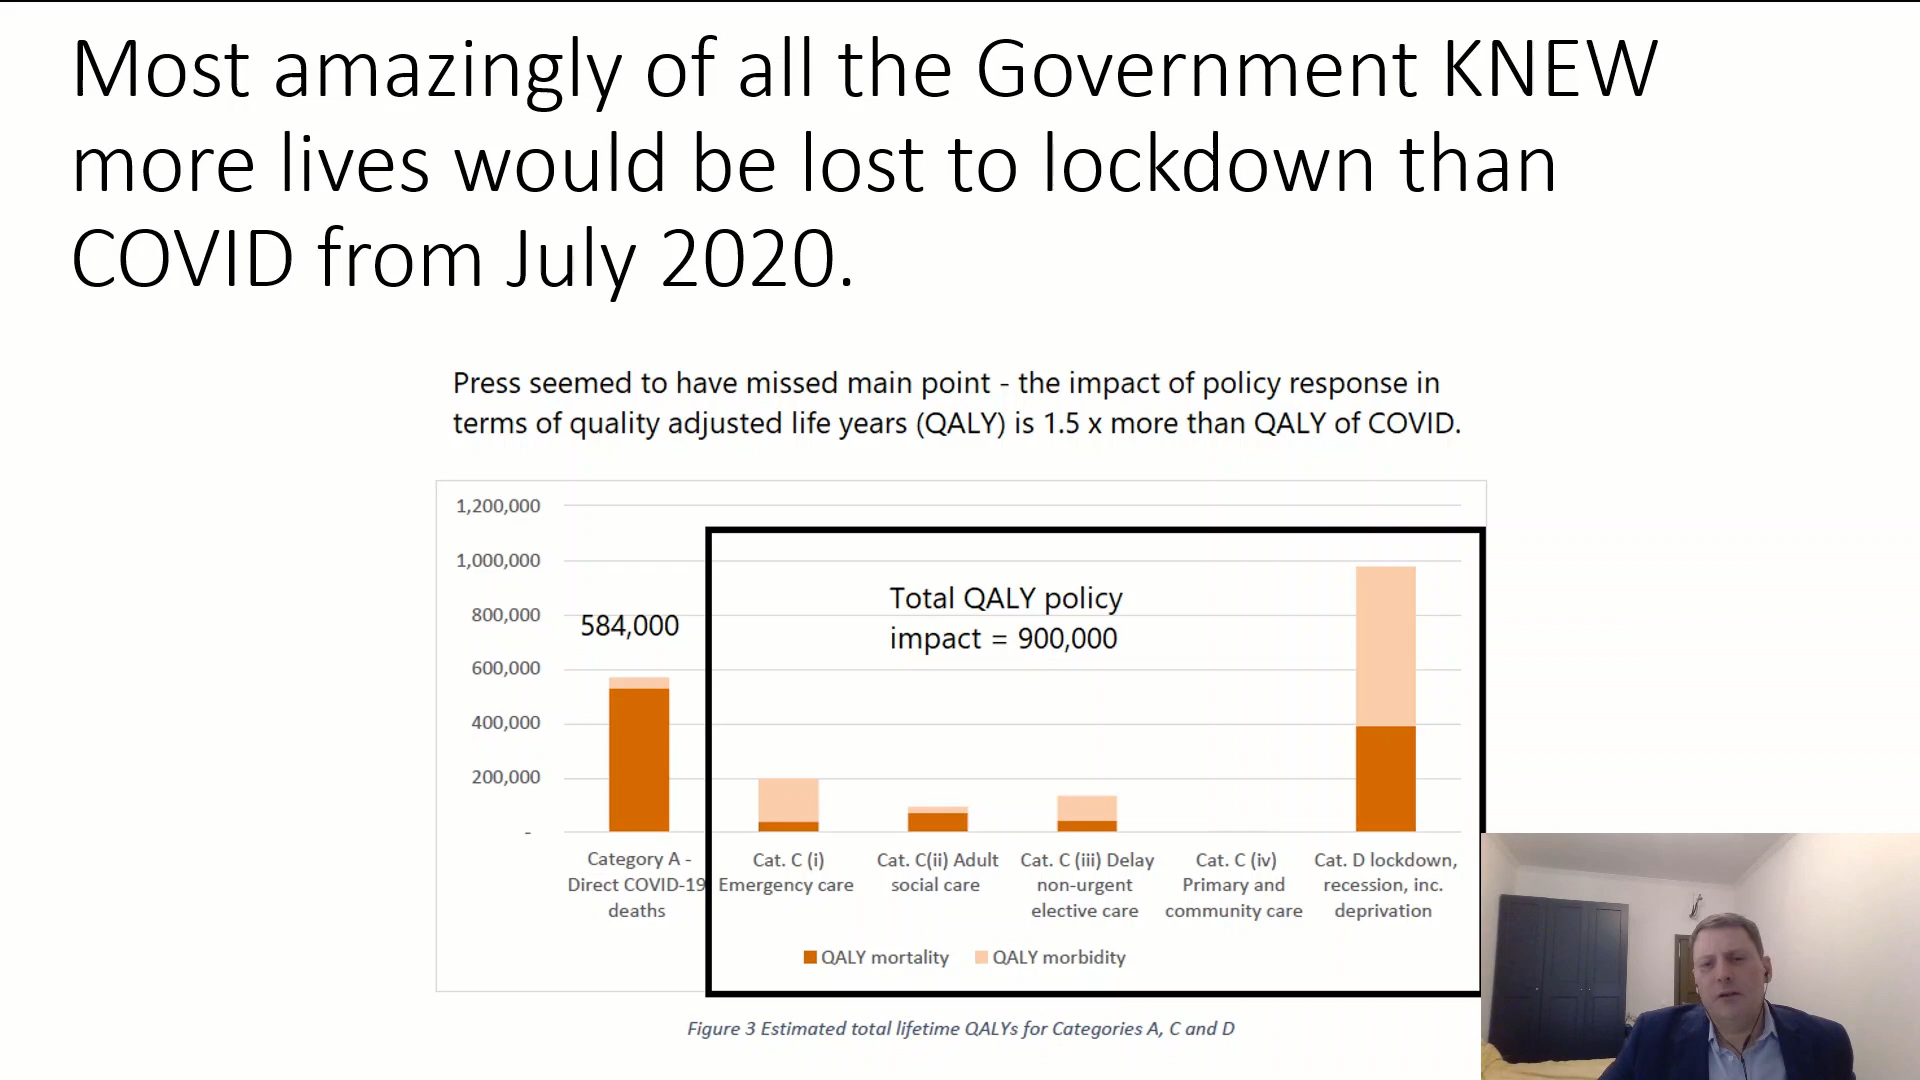 Most amazingly of all the Government KNEW
more lives would be lost to lockdown than
COVID from July 2020.
Press seemed to have missed main point - the impact of policy response in
terms of quality adjusted life years (QALY) is 1.5 x more than QALY of COVID.
1,200,000
1,000,000
800,000
600,000
400,000
200,000
-
584,000
Total QALY policy
impact = 900,000
Category A -
Direct COVID-19
deaths
Cat. C (i)
Emergency care
Cat. C(ii) Adult
social care
Cat. C (iii) Delay
non-urgent
elective care
Cat. C (iv)
Primary and
community care
Cat. D lockdown,
recession, inc.
deprivation
QALY mortality
QALY morbidity
Figure 3 Estimated total lifetime QALYs for Categories A, C and D